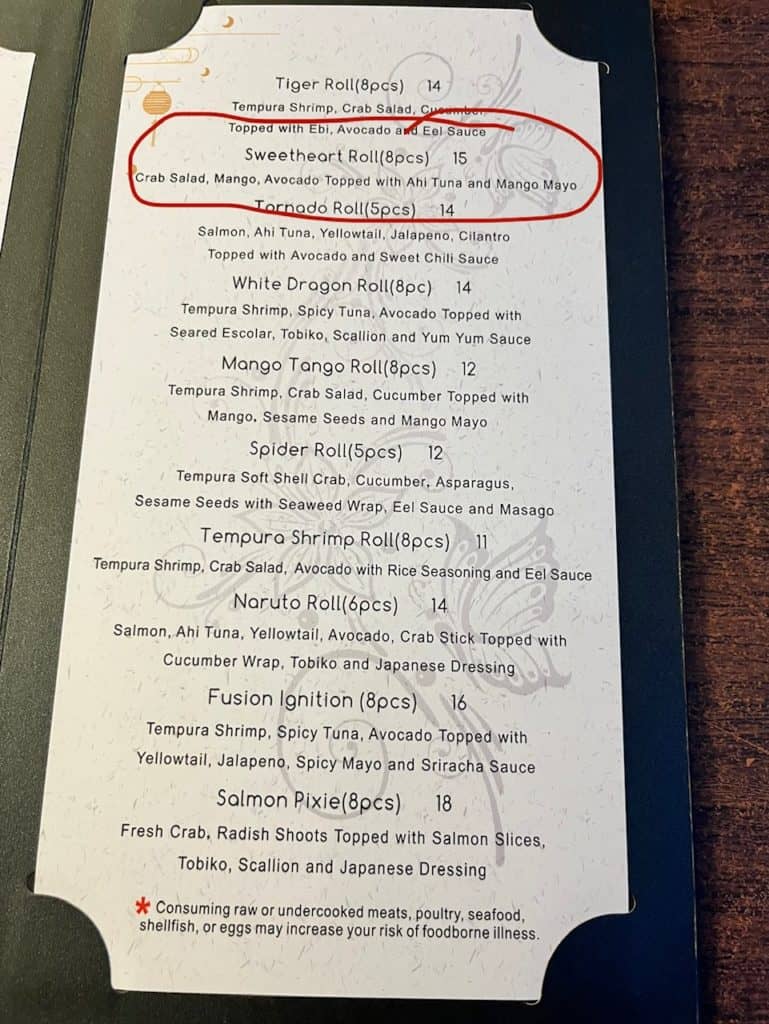 Tiger Roll(8pcs) 14
Tempura Shrimp, Crab Salad, Cucumber
Topped with Ebi, Avocado and Eel Sauce
Sweetheart Roll(8pcs) 15
Crab Salad, Mango, Avocado Topped with Ahi Tuna and Mango Mayo
Tornado Roll(5pcs) 14
Salmon, Ahi Tuna, Yellowtail, Jalapeno, Cilantro
Topped with Avocado and Sweet Chili Sauce
White Dragon Roll(8pc) 14
Tempura Shrimp, Spicy Tuna, Avocado Topped with
Seared Escolar, Tobiko, Scallion and Yum Yum Sauce
Mango Tango Roll(8pcs) 12
Tempura Shrimp, Crab Salad, Cucumber Topped with
Mango, Sesame Seeds and Mango Mayo
Spider Roll(5pcs) 12
Tempura Soft Shell Crab, Cucumber, Asparagus,
Sesame Seeds with Seaweed Wrap, Eel Sauce and Masago
Tempura Shrimp Roll(8pcs) 11
Tempura Shrimp, Crab Salad, Avocado with Rice Seasoning and Eel Sauce
Naruto Roll(6pcs) 14
Salmon, Ahi Tuna, Yellowtail, Avocado, Crab Stick Topped with
Cucumber Wrap, Tobiko and Japanese Dressing
Fusion Ignition (8pcs) 16
Tempura Shrimp, Spicy Tuna, Avocado Topped with
Yellowtail, Jalapeno, Spicy Mayo and Sriracha Sauce
Salmon Pixie(8pcs) 18
Fresh Crab, Radish Shoots Topped with Salmon Slices,
Tobiko, Scallion and Japanese Dressing
* Consuming raw or undercooked meats, poultry, seafood,
shellfish, or eggs may increase your risk of foodborne illness.